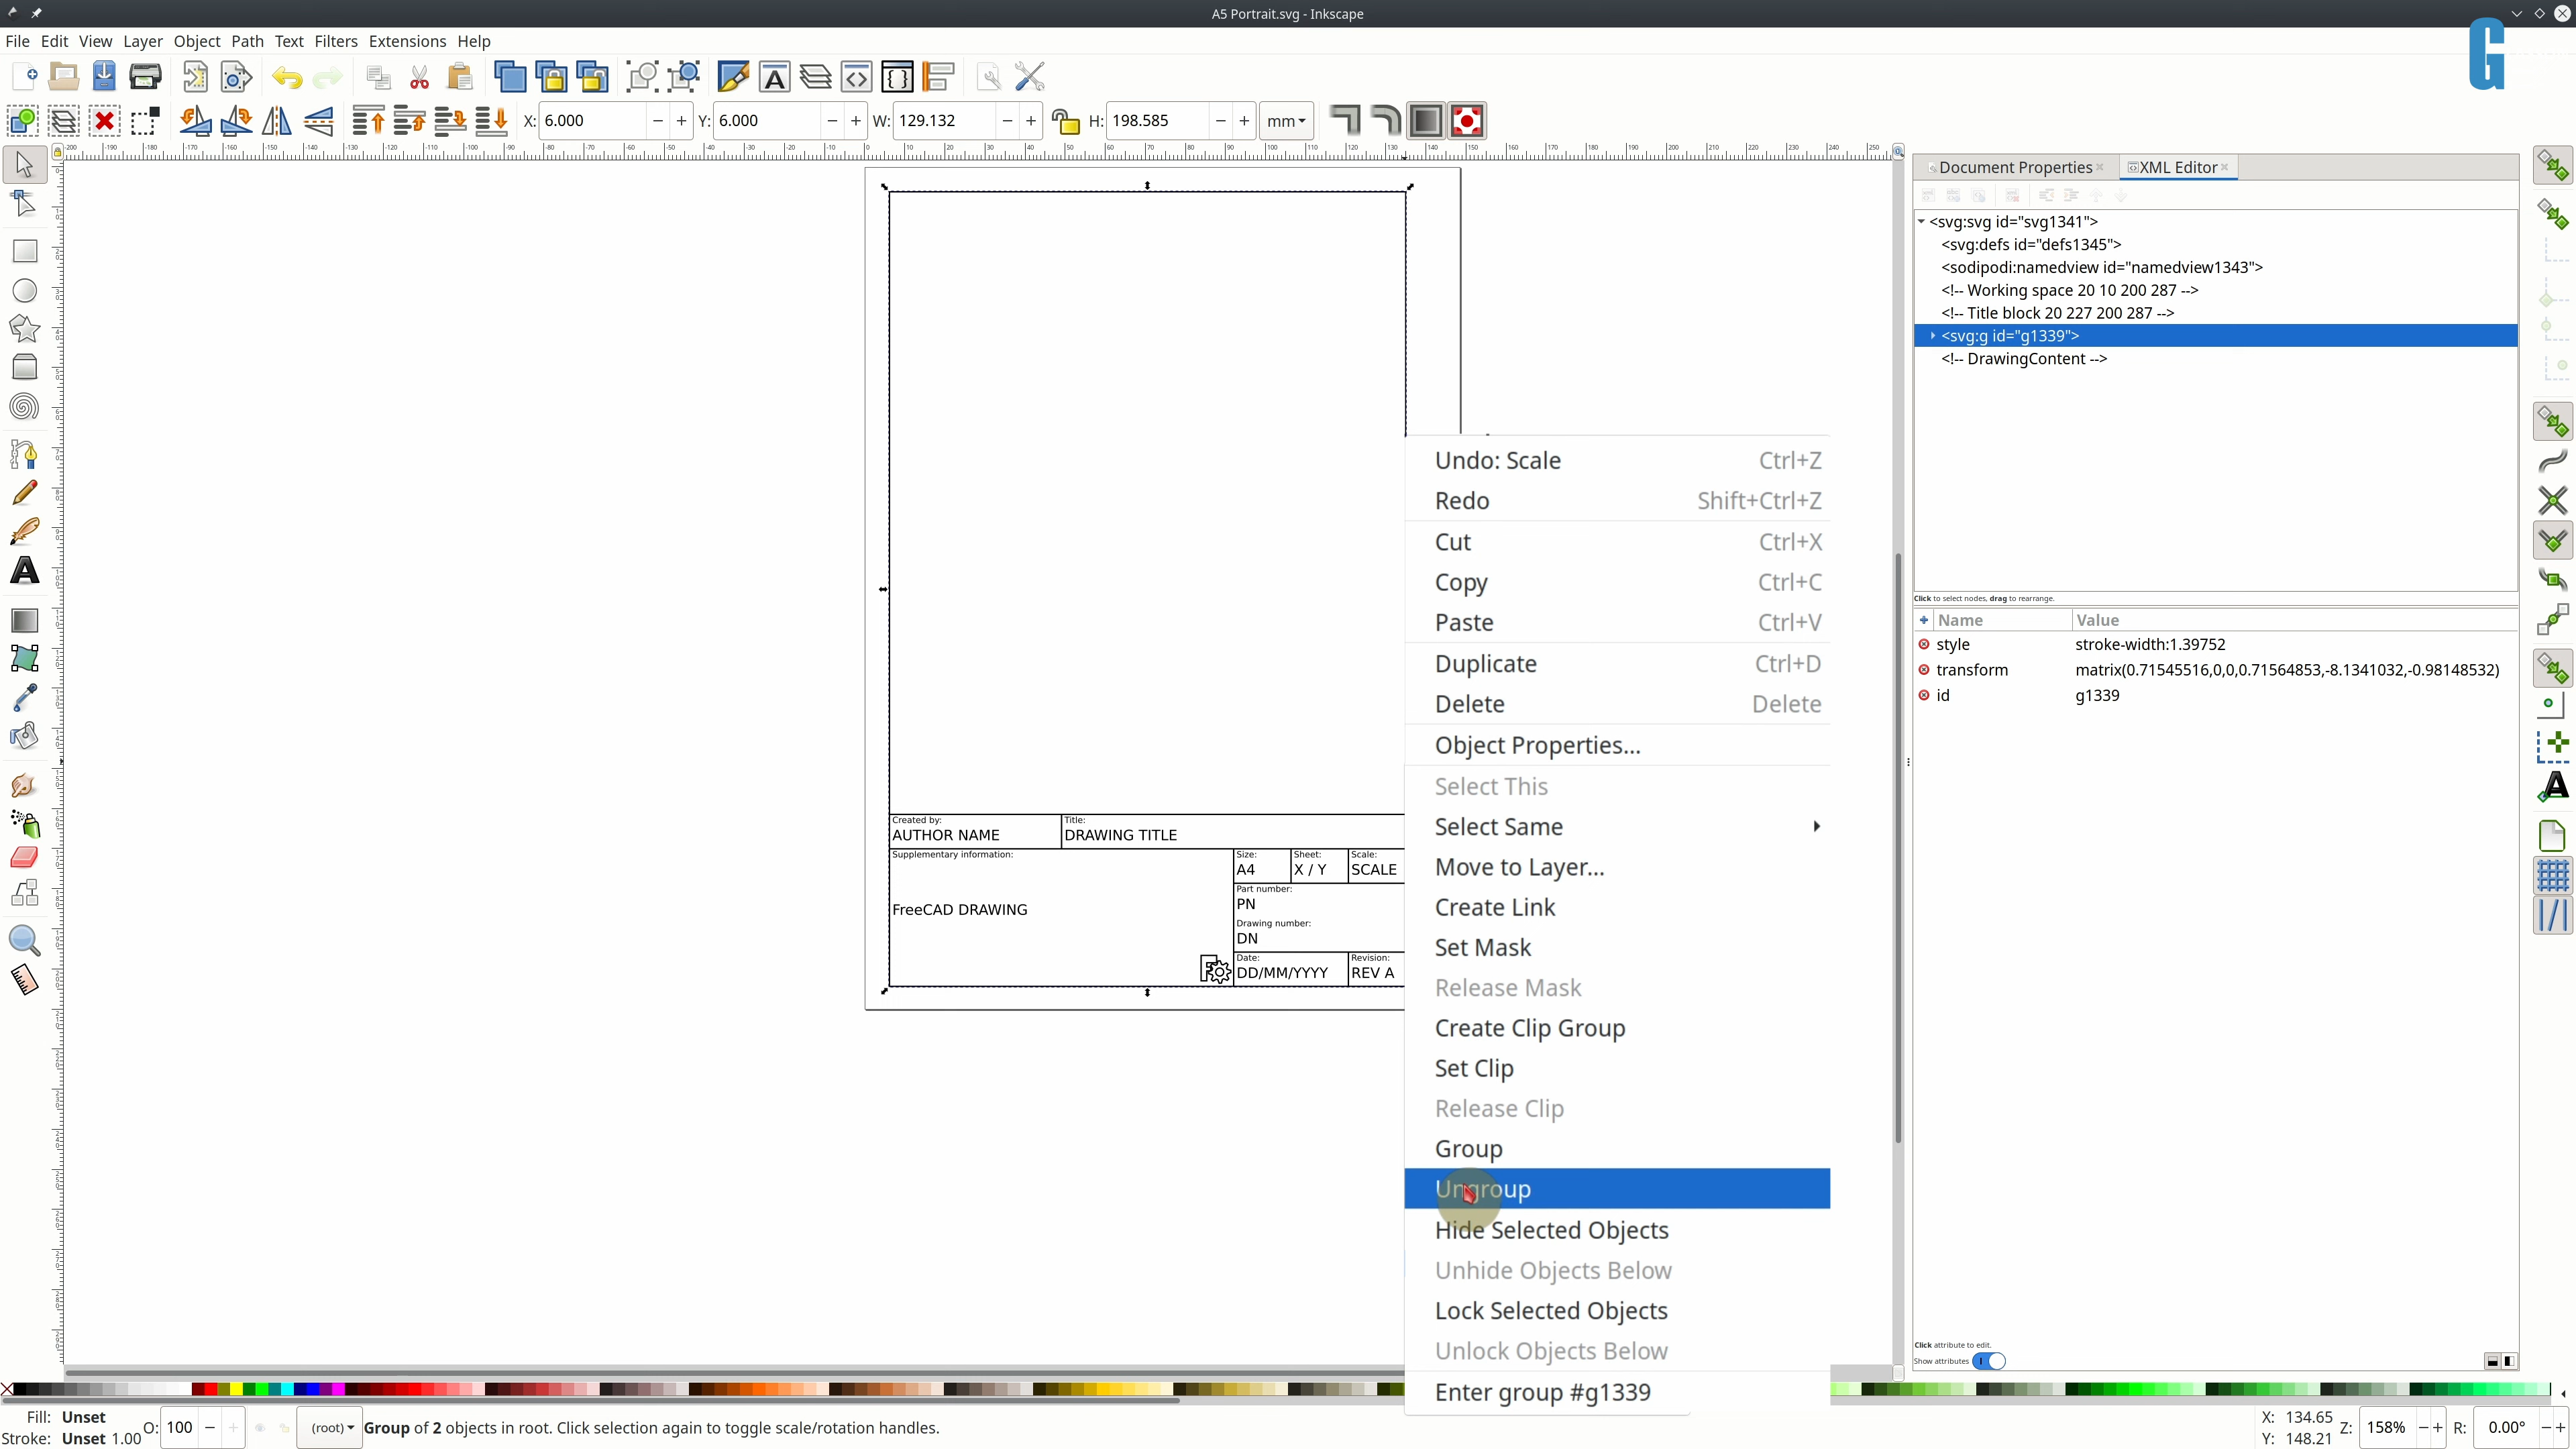 A5 Portrait.svg - Inkscape
File Edit View Layer Object Path Text Filters Extensions Help
G
X: 6.000 Y: 6.000 W: 129.132 H: 198.585 mm
Document Properties XML Editor
<svg:svg id="svg1341">
<svg:defs id="defs1345">
<sodipodi:namedview id="namedview1343">
<!-- Working space 20 10 200 287 -->
<!-- Title block 20 227 200 287 -->
<svg:g id="g1339">
<!-- DrawingContent -->
Click to select nodes, drag to rearrange.
Name Value
style stroke-width:1.39752
transform matrix(0.71545516,0,0,0.71564853,-8.1341032,-0.98148532)
id g1339
Click attribute to edit.
Show attributes
Undo: Scale Ctrl+Z
Redo Shift+Ctrl+Z
Cut Ctrl+X
Copy Ctrl+C
Paste Ctrl+V
Duplicate Ctrl+D
Delete Delete
Object Properties...
Select This
Select Same
Move to Layer...
Create Link
Set Mask
Release Mask
Create Clip Group
Set Clip
Release Clip
Group
Ungroup
Hide Selected Objects
Unhide Objects Below
Lock Selected Objects
Unlock Objects Below
Enter group #g1339
Created by: Title:
AUTHOR NAME DRAWING TITLE
Supplementary information: Size: Sheet: Scale:
A4 X / Y SCALE
Part number:
PN
FreeCAD DRAWING
Drawing number:
DN
Date: Revision:
DD/MM/YYYY REV A
Fill: Unset
Stroke: Unset 1.00
O: 100 (root) Group of 2 objects in root. Click selection again to toggle scale/rotation handles.
X: 134.65
Y: 148.21
Z: 158% R: 0.00°